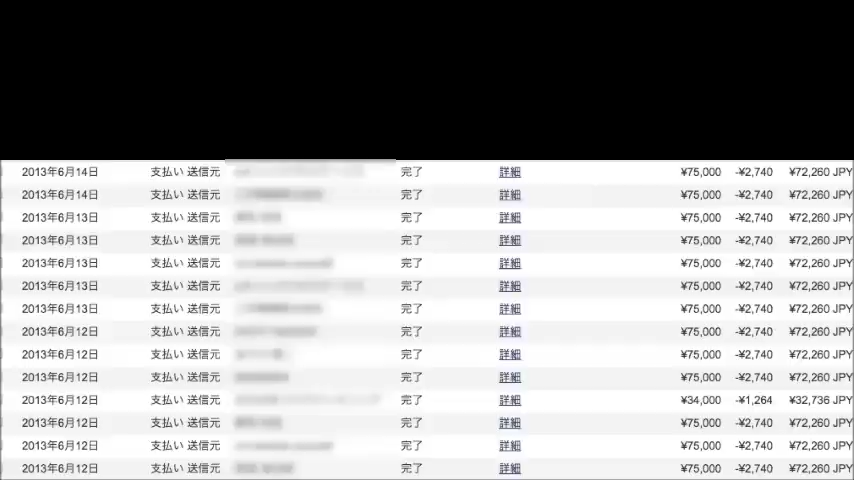 2013年6月14日 支払い 送信元 完了 詳細 ¥75,000 -¥2,740 ¥72,260 JPY
2013年6月14日 支払い 送信元 完了 詳細 ¥75,000 -¥2,740 ¥72,260 JPY
2013年6月13日 支払い 送信元 完了 詳細 ¥75,000 -¥2,740 ¥72,260 JPY
2013年6月13日 支払い 送信元 完了 詳細 ¥75,000 -¥2,740 ¥72,260 JPY
2013年6月13日 支払い 送信元 完了 詳細 ¥75,000 -¥2,740 ¥72,260 JPY
2013年6月13日 支払い 送信元 完了 詳細 ¥75,000 -¥2,740 ¥72,260 JPY
2013年6月13日 支払い 送信元 完了 詳細 ¥75,000 -¥2,740 ¥72,260 JPY
2013年6月12日 支払い 送信元 完了 詳細 ¥75,000 -¥2,740 ¥72,260 JPY
2013年6月12日 支払い 送信元 完了 詳細 ¥75,000 -¥2,740 ¥72,260 JPY
2013年6月12日 支払い 送信元 完了 詳細 ¥75,000 -¥2,740 ¥72,260 JPY
2013年6月12日 支払い 送信元 完了 詳細 ¥34,000 -¥1,264 ¥32,736 JPY
2013年6月12日 支払い 送信元 完了 詳細 ¥75,000 -¥2,740 ¥72,260 JPY
2013年6月12日 支払い 送信元 完了 詳細 ¥75,000 -¥2,740 ¥72,260 JPY
2013年6月12日 支払い 送信元 完了 詳細 ¥75,000 -¥2,740 ¥72,260 JPY